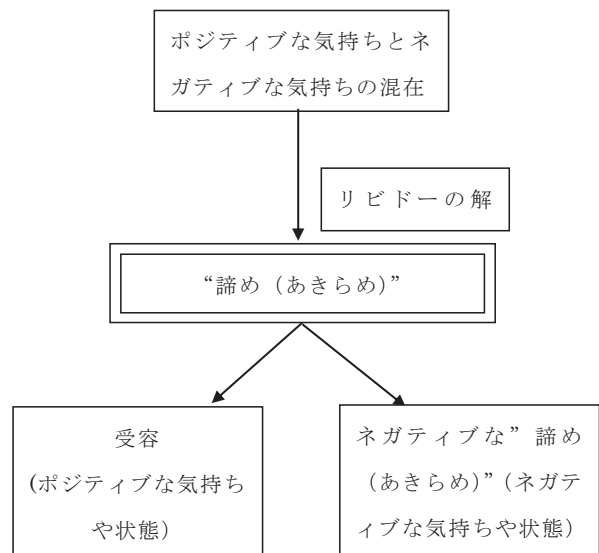 ポジティブな気持ちとネ
ガティブな気持ちの混在
リビドーの解
“諦め（あきらめ）”
受容
(ポジティブな気持ち
や状態）
ネガティブな”諦め
（あきらめ）”（ネガテ
ィブな気持ちや状態）